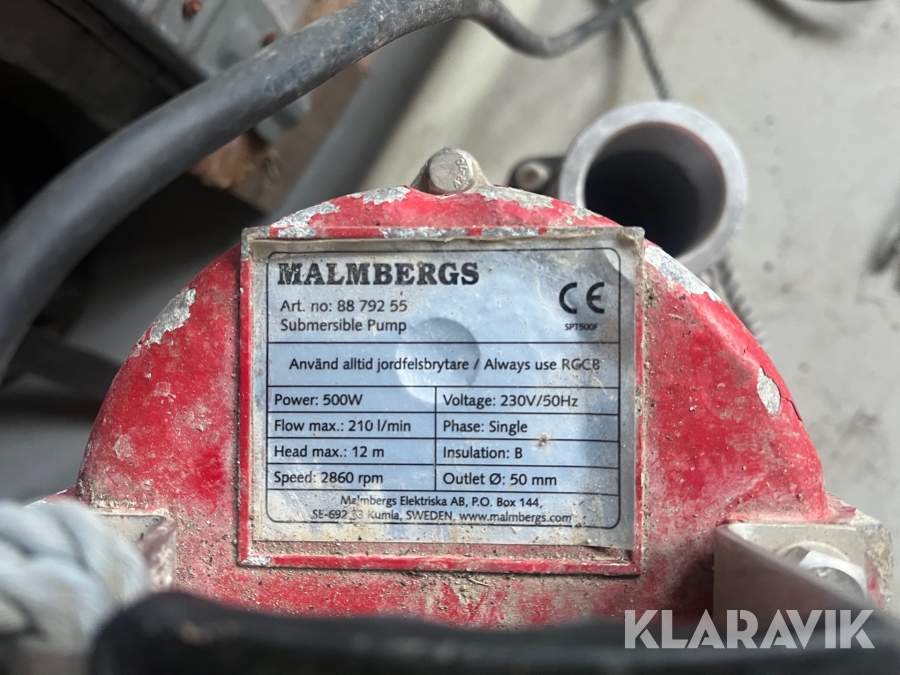 MALMBERGS
Art. no: 88 792 55
Submersible Pump
CE
SPT500F
Använd alltid jordfelsbrytare / Always use RGCB
Power: 500W
Voltage: 230V/50Hz
Flow max.: 210 l/min
Phase: Single
Head max.: 12 m
Insulation: B
Speed: 2860 rpm
Outlet Ø: 50 mm
Malmbergs Elektriska AB, P.O. Box 144,
SE-692 33 Kumla, SWEDEN, www.malmbergs.com
KLARAVIK